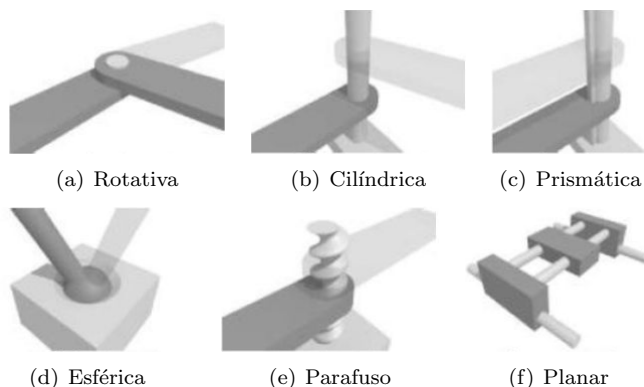 (a) Rotativa
(b) Cilíndrica
(c) Prismática
(d) Esférica
(e) Parafuso
(f) Planar